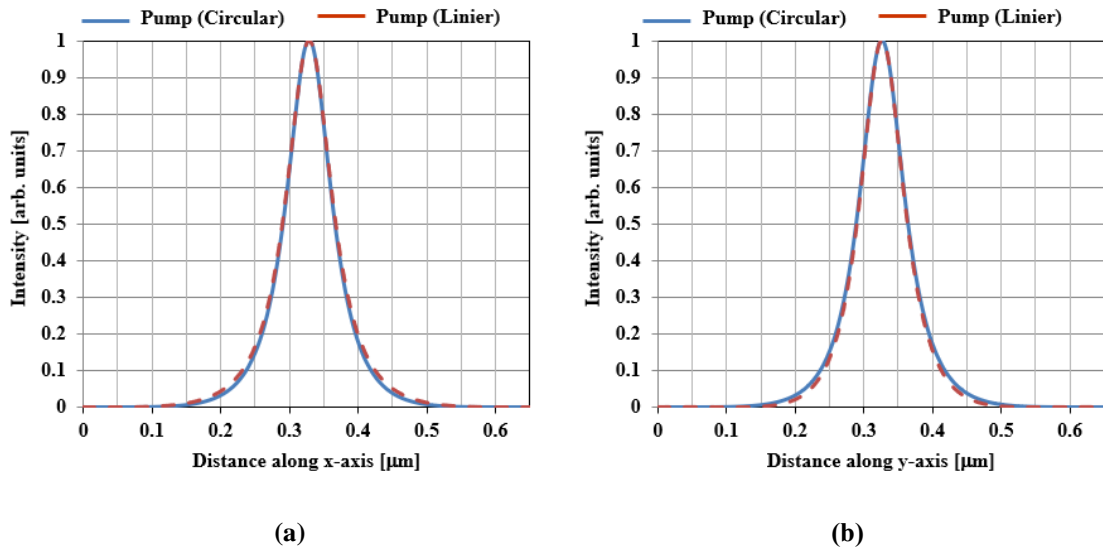 Pump (Circular) Pump (Linier)
1
0.9
0.8
0.7
0.6
0.5
0.4
0.3
0.2
0.1
0
Intensity [arb. units]
0 0.1 0.2 0.3 0.4 0.5 0.6
Distance along x-axis [μm]
(a)
Pump (Circular) Pump (Linier)
1
0.9
0.8
0.7
0.6
0.5
0.4
0.3
0.2
0.1
0
Intensity [arb. units]
0 0.1 0.2 0.3 0.4 0.5 0.6
Distance along y-axis [μm]
(b)